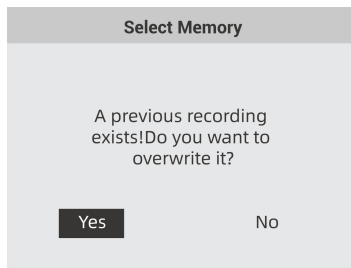 Select Memory
A previous recording
exists!Do you want to
overwrite it?
Yes
No